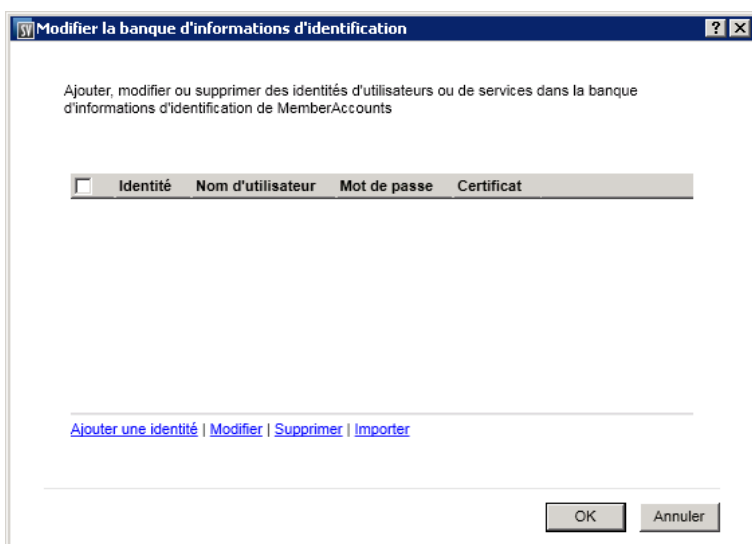 SV Modifier la banque d'informations d'identification
Ajouter, modifier ou supprimer des identités d'utilisateurs ou de services dans la banque
d'informations d'identification de MemberAccounts
Identité Nom d'utilisateur Mot de passe Certificat
Ajouter une identité | Modifier | Supprimer | Importer
OK Annuler